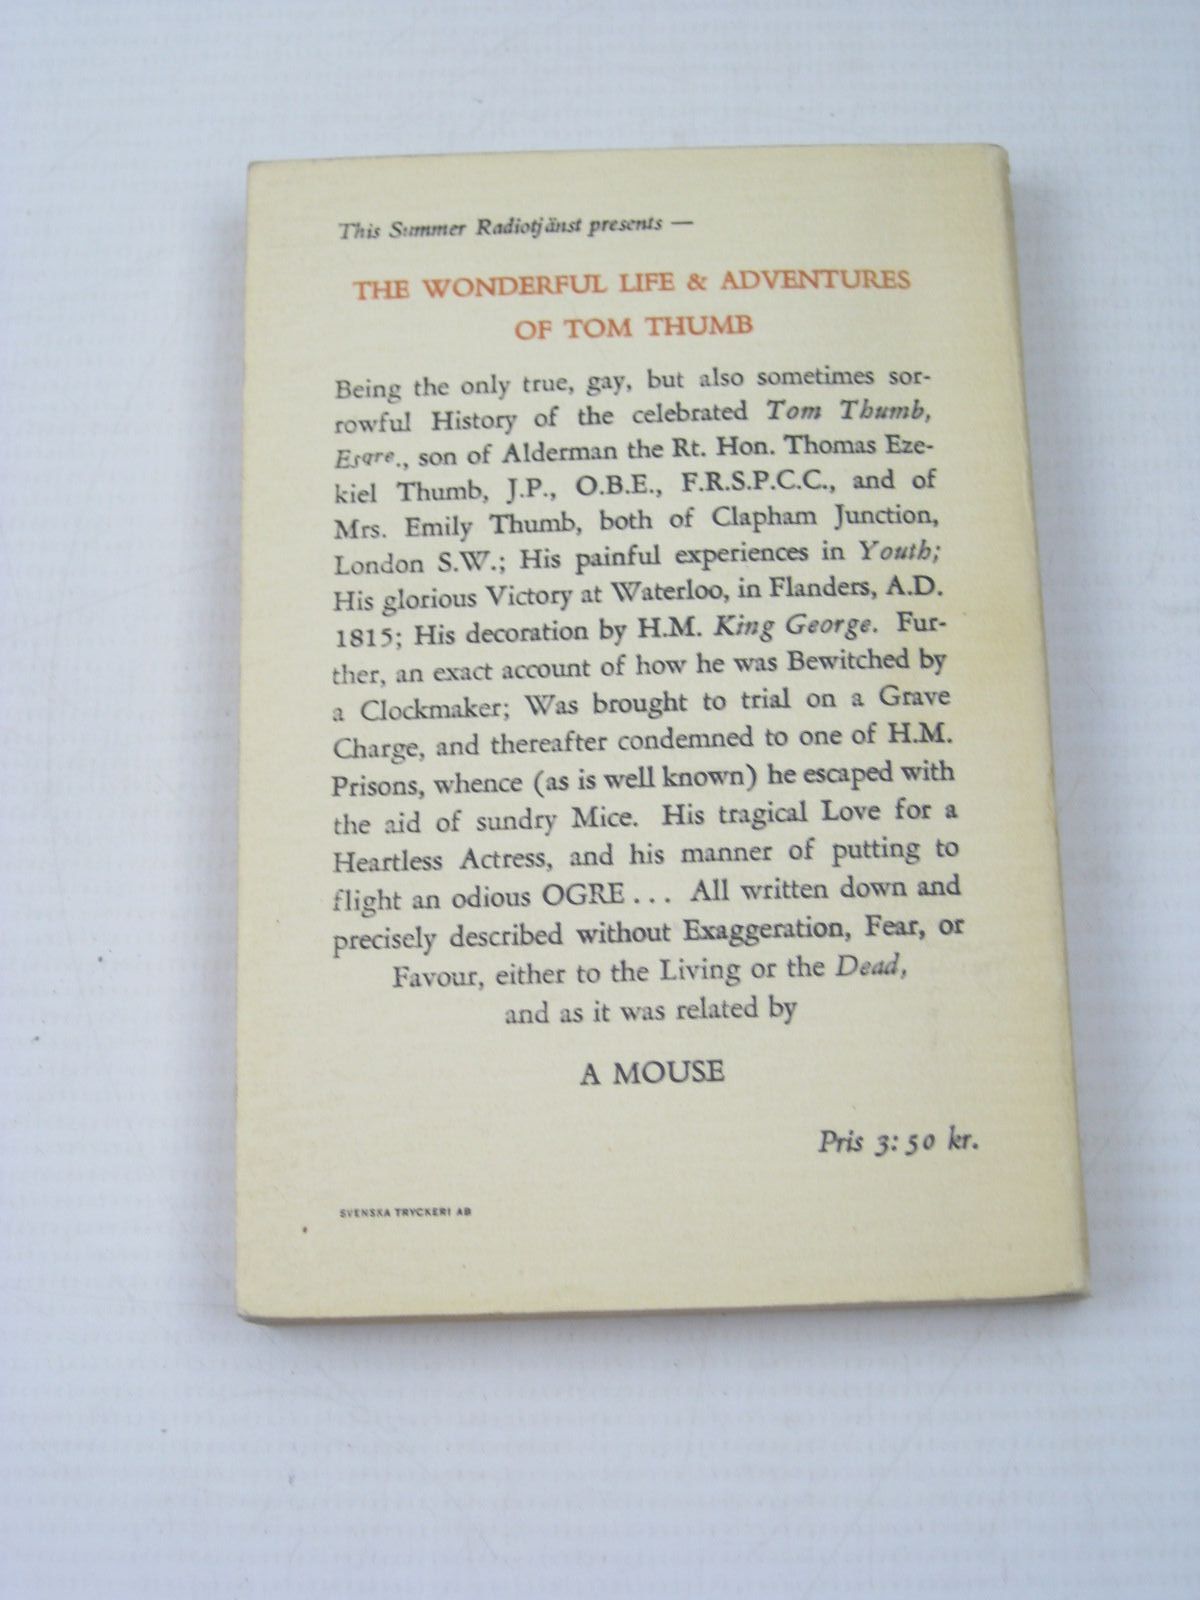 This Summer Radiotjänst presents —
THE WONDERFUL LIFE & ADVENTURES
OF TOM THUMB
Being the only true, gay, but also sometimes sor-
rowful History of the celebrated Tom Thumb,
Esqre., son of Alderman the Rt. Hon. Thomas Eze-
kiel Thumb, J.P., O.B.E., F.R.S.P.C.C., and of
Mrs. Emily Thumb, both of Clapham Junction,
London S.W.; His painful experiences in Youth;
His glorious Victory at Waterloo, in Flanders, A.D.
1815; His decoration by H.M. King George. Fur-
ther, an exact account of how he was Bewitched by
a Clockmaker; Was brought to trial on a Grave
Charge, and thereafter condemned to one of H.M.
Prisons, whence (as is well known) he escaped with
the aid of sundry Mice. His tragical Love for a
Heartless Actress, and his manner of putting to
flight an odious OGRE... All written down and
precisely described without Exaggeration, Fear, or
Favour, either to the Living or the Dead,
and as it was related by
A MOUSE
Pris 3:50 kr.
SVENSKA TRYCKERI AB